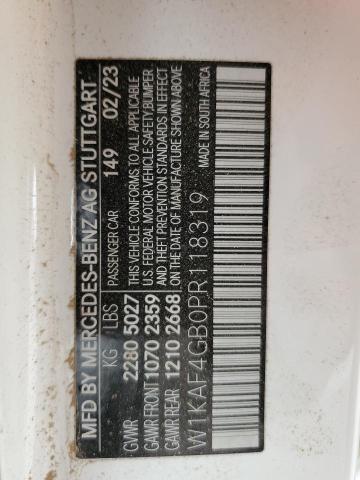 MFD BY MERCEDES-BENZ AG STUTTGART
KG / LBS PASSENGER CAR 149 02/23
GVWR 2280 5027 THIS VEHICLE CONFORMS TO ALL APPLICABLE
GAWR FRONT 1070 2359 U.S. FEDERAL MOTOR VEHICLE SAFETY BUMPER
GAWR REAR 1210 2668 & THEFT PREVENTION STANDARDS IN EFFECT
ON THE DATE OF MANUFACTURE SHOWN ABOVE
W1KAF4GB0PR118319 MADE IN SOUTH AFRICA